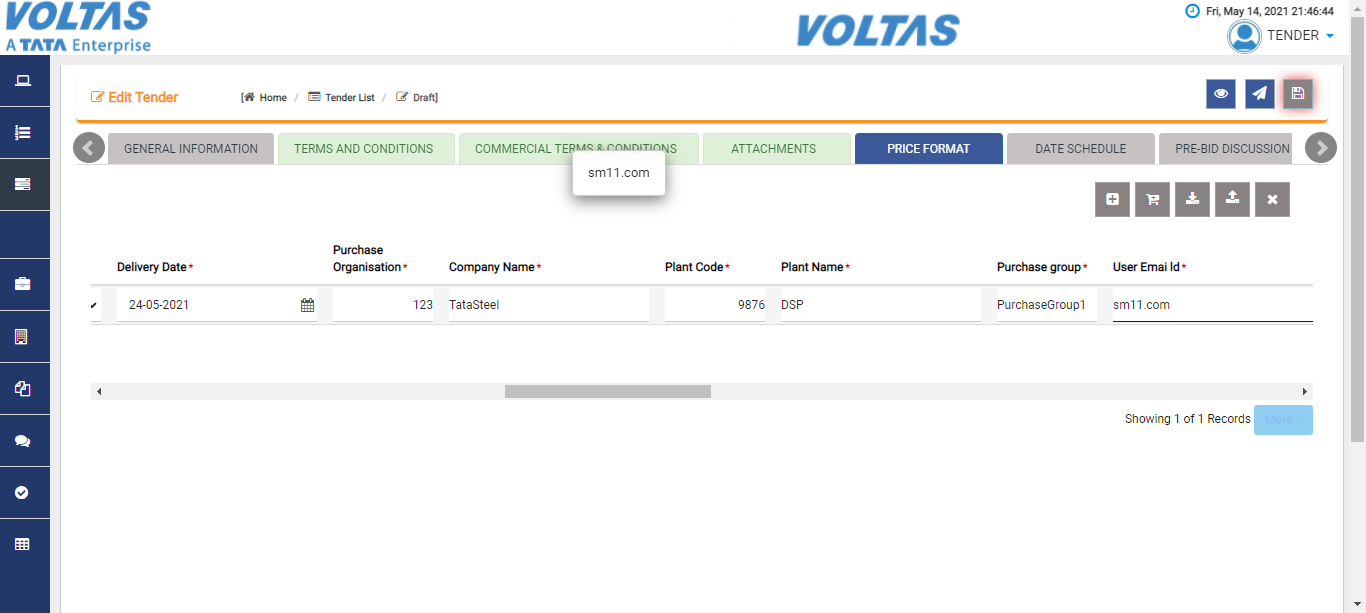 VOLTAS
A TATA Enterprise
VOLTAS
Fri, May 14, 2021 21:46:44
TENDER
Edit Tender
[ Home / Tender List / Draft]
GENERAL INFORMATION
TERMS AND CONDITIONS
COMMERCIAL TERMS & CONDITIONS
ATTACHMENTS
PRICE FORMAT
DATE SCHEDULE
PRE-BID DISCUSSION
sm11.com
Delivery Date*
Purchase
Organisation*
Company Name*
Plant Code*
Plant Name*
Purchase group*
User Emai Id*
24-05-2021
123
TataSteel
9876
DSP
PurchaseGroup1
sm11.com
Showing 1 of 1 Records
More...